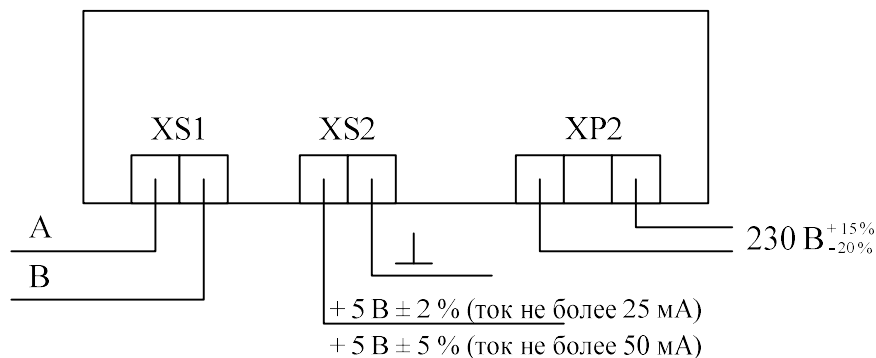 XS1 XS2 XP2
A
230 В +15%
-20%
B
+ 5 В ± 2 % (ток не более 25 мА)
+ 5 В ± 5 % (ток не более 50 мА)